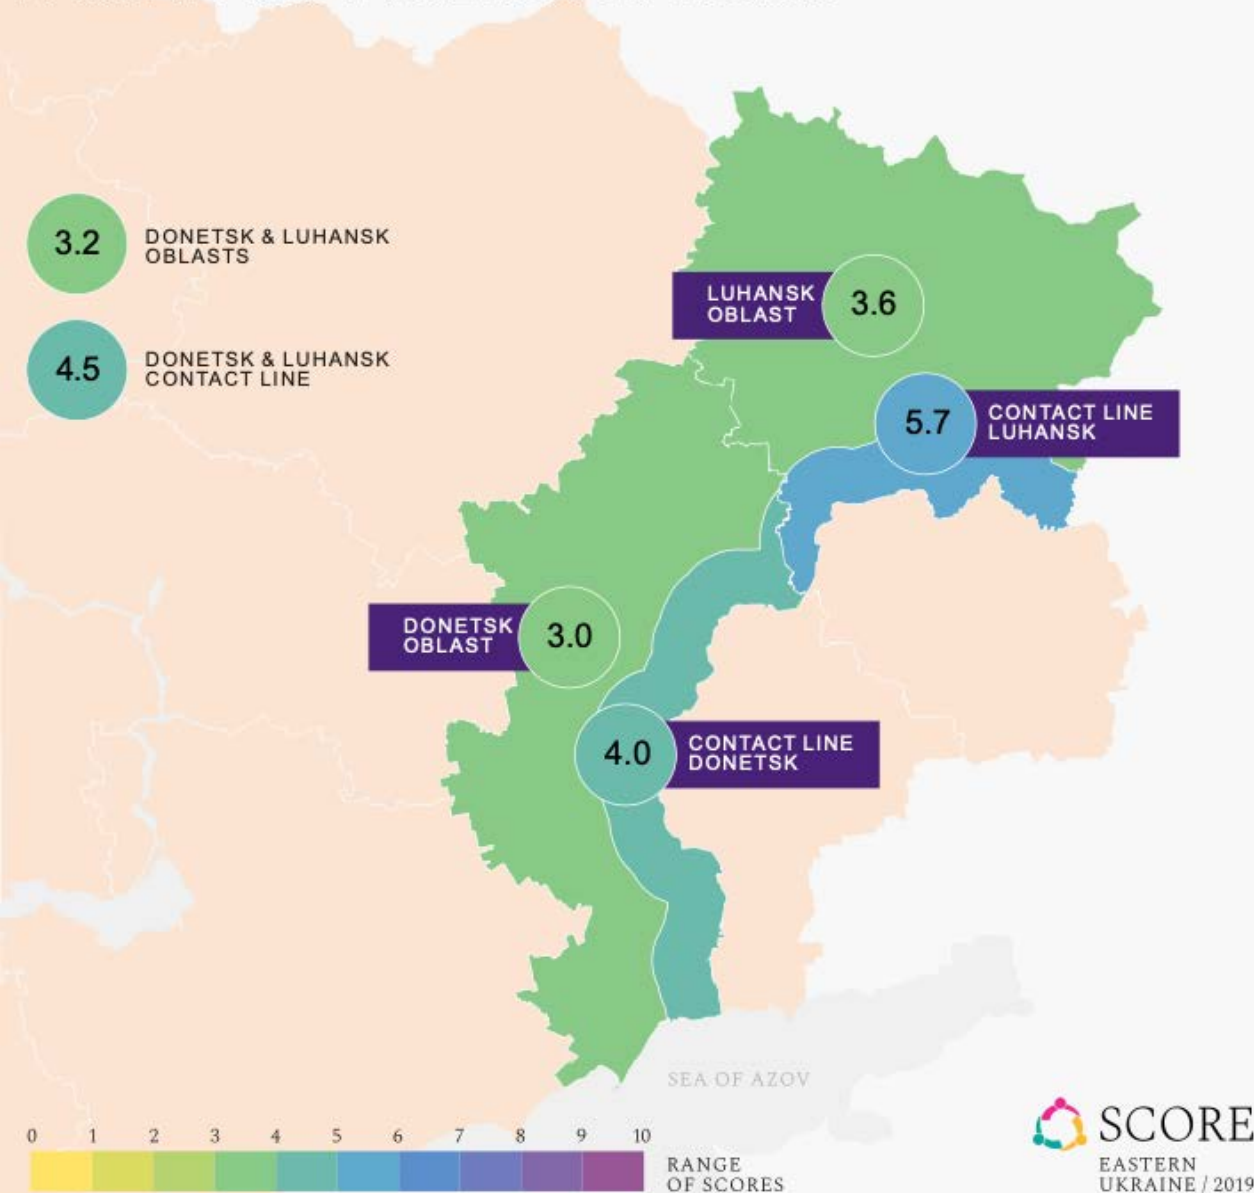 3.2
DONETSK & LUHANSK
OBLASTS
4.5
DONETSK & LUHANSK
CONTACT LINE
LUHANSK
OBLAST
3.6
5.7
CONTACT LINE
LUHANSK
DONETSK
OBLAST
3.0
4.0
CONTACT LINE
DONETSK
SEA OF AZOV
0 1 2 3 4 5 6 7 8 9 10
RANGE
OF SCORES
SCORE
EASTERN
UKRAINE / 2019